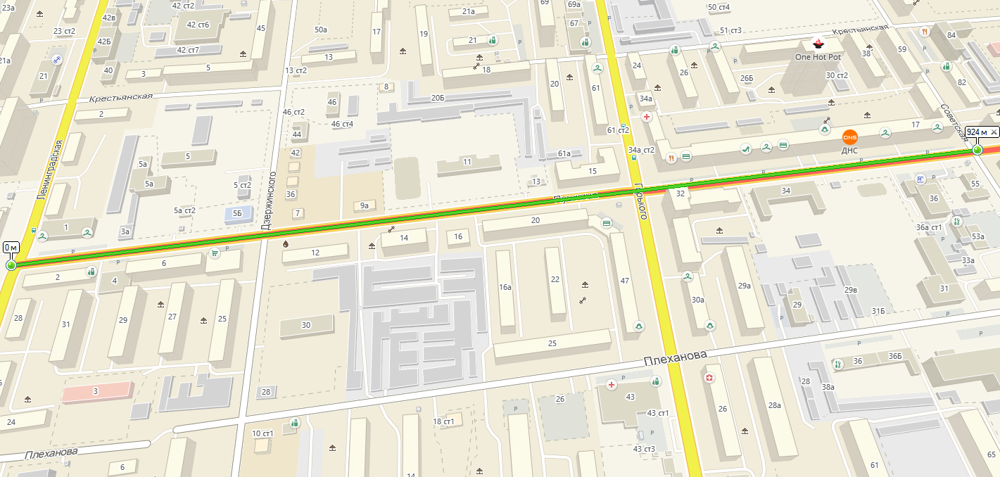 23а
42 ст2
21а
69
69а
50 ст4
42в
42 ст6
45
50а
17
19
67
51 ст3
Крестьянская
84
23 ст2
42Б
21
59
42 ст7
13
One Hot Pot
38
21а
21
40
3
5
13 ст2
18
24
26
30 ст2
82
26Б
Крестьянская
8
20Б
20
61
34а
Советская
2
46
46 ст2
46 ст4
44
61 ст2
17
924 м
Ленинградская
5
5а
42
61а
34а ст2
DNS
ДНС
5а
5 ст2
Дзержинского
11
15
13
Горького
55
36
7
9а
Пушкина
32
34
36
5а ст2
5Б
1
3а
20
36а ст1
53а
0 м
14
16
12
6
2
4
33а
22
47
16а
29а
29в
31
30а
29
31Б
28
31
29
27
25
30
25
Плеханова
36
36Б
3
28
43
28
38а
24
10 ст1
18 ст1
26
43 ст1
26
28а
Плеханова
6
14
43 ст3
61
65